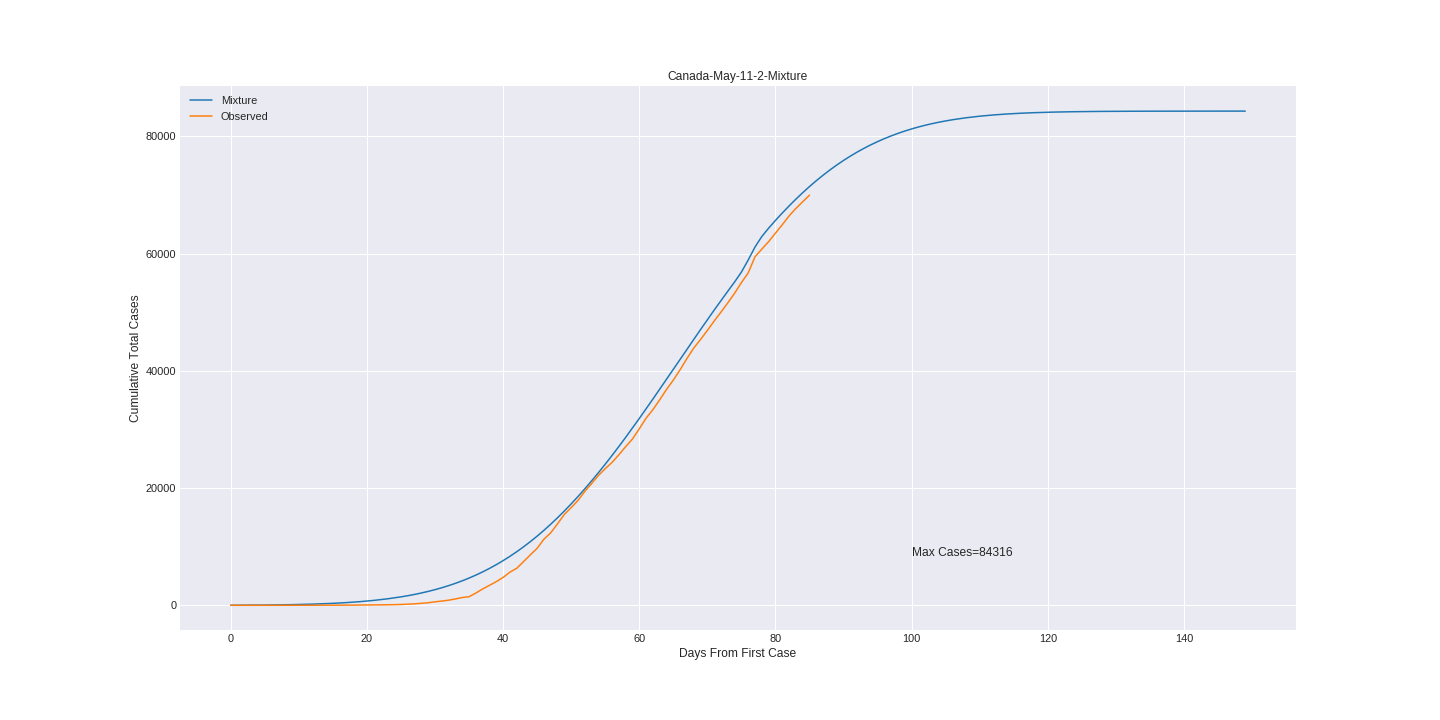 Canada-May-11-2-Mixture
Mixture
Observed
80000
60000
40000
20000
0
Cumulative Total Cases
Max Cases=84316
0 20 40 60 80 100 120 140
Days From First Case